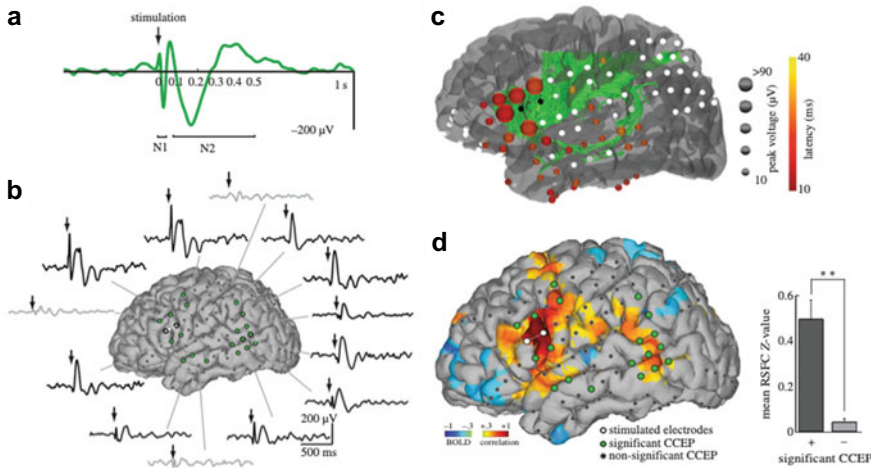 a
stimulation
0 0.1 0.2 0.3 0.4 0.5
1 s
−200 µV
N1 N2
b
200 µV
500 ms
c
>90
10
peak voltage (µV)
40
10
latency (ms)
d
−1 −.3 +.3 +1
BOLD correlation
stimulated electrodes
significant CCEP
non-significant CCEP
**
0.6
0.4
0.2
0
mean RSFC Z-value
+ −
significant CCEP